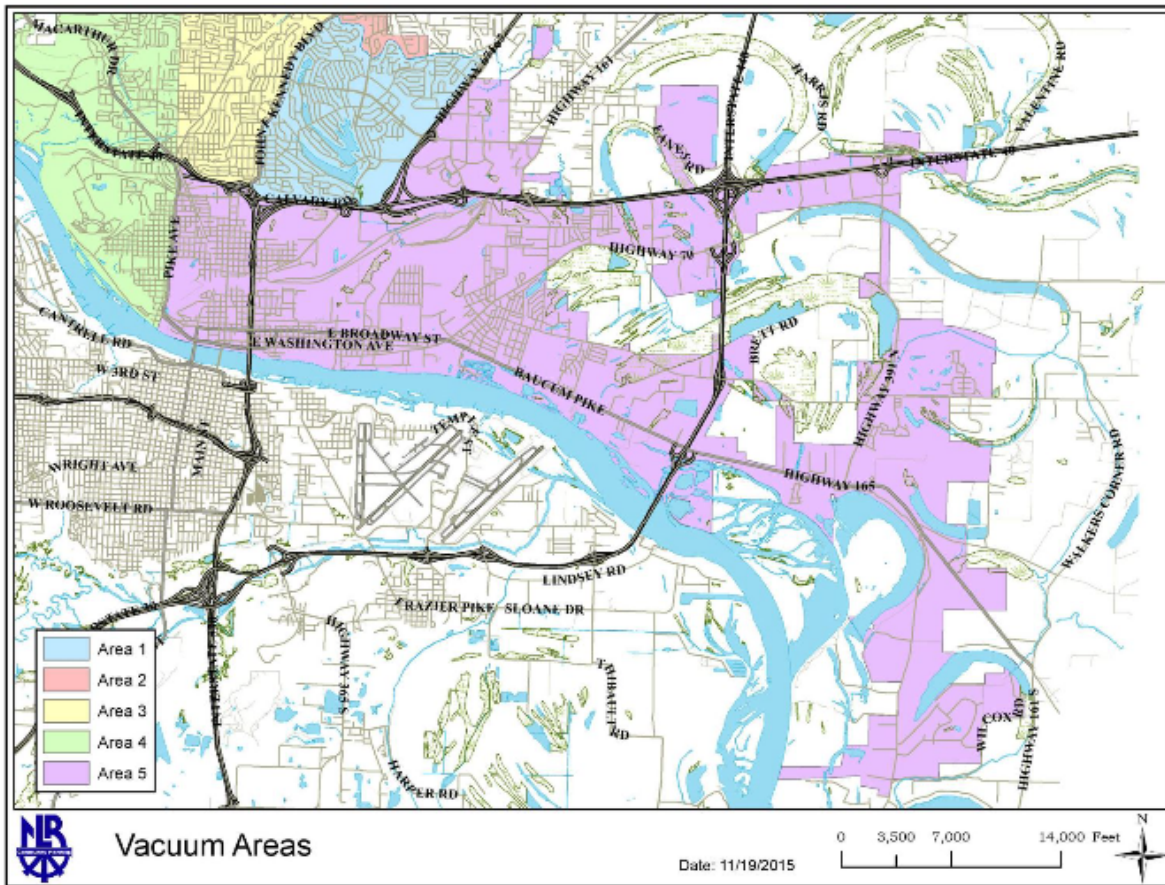 MACARTHUR DR
INTERSTATE 40
JOHN F KENNEDY BLVD
HIGHWAY 161
HARRIS RD
VALENTINE RD
LANEY RD
INTERSTATE 40
CALVARY RD
PIKE AVE
HIGHWAY 70
CANTRELL RD
E BROADWAY ST
E WASHINGTON AVE
BRETT RD
W 3RD ST
BAUCUM PIKE
HIGHWAY 391 N
TEMPLE ST
MAIN ST
WRIGHT AVE
HIGHWAY 165
W ROOSEVELT RD
WALKERS CORNER RD
LINDSEY RD
FRAZIER PIKE
SLOANE DR
HIGHWAY 365 S
THIBAULT RD
WILCOX RD
HIGHWAY 161 S
HARPER RD
Area 1
Area 2
Area 3
Area 4
Area 5
NLR
Vacuum Areas
Date: 11/19/2015
0 3,500 7,000 14,000 Feet
N